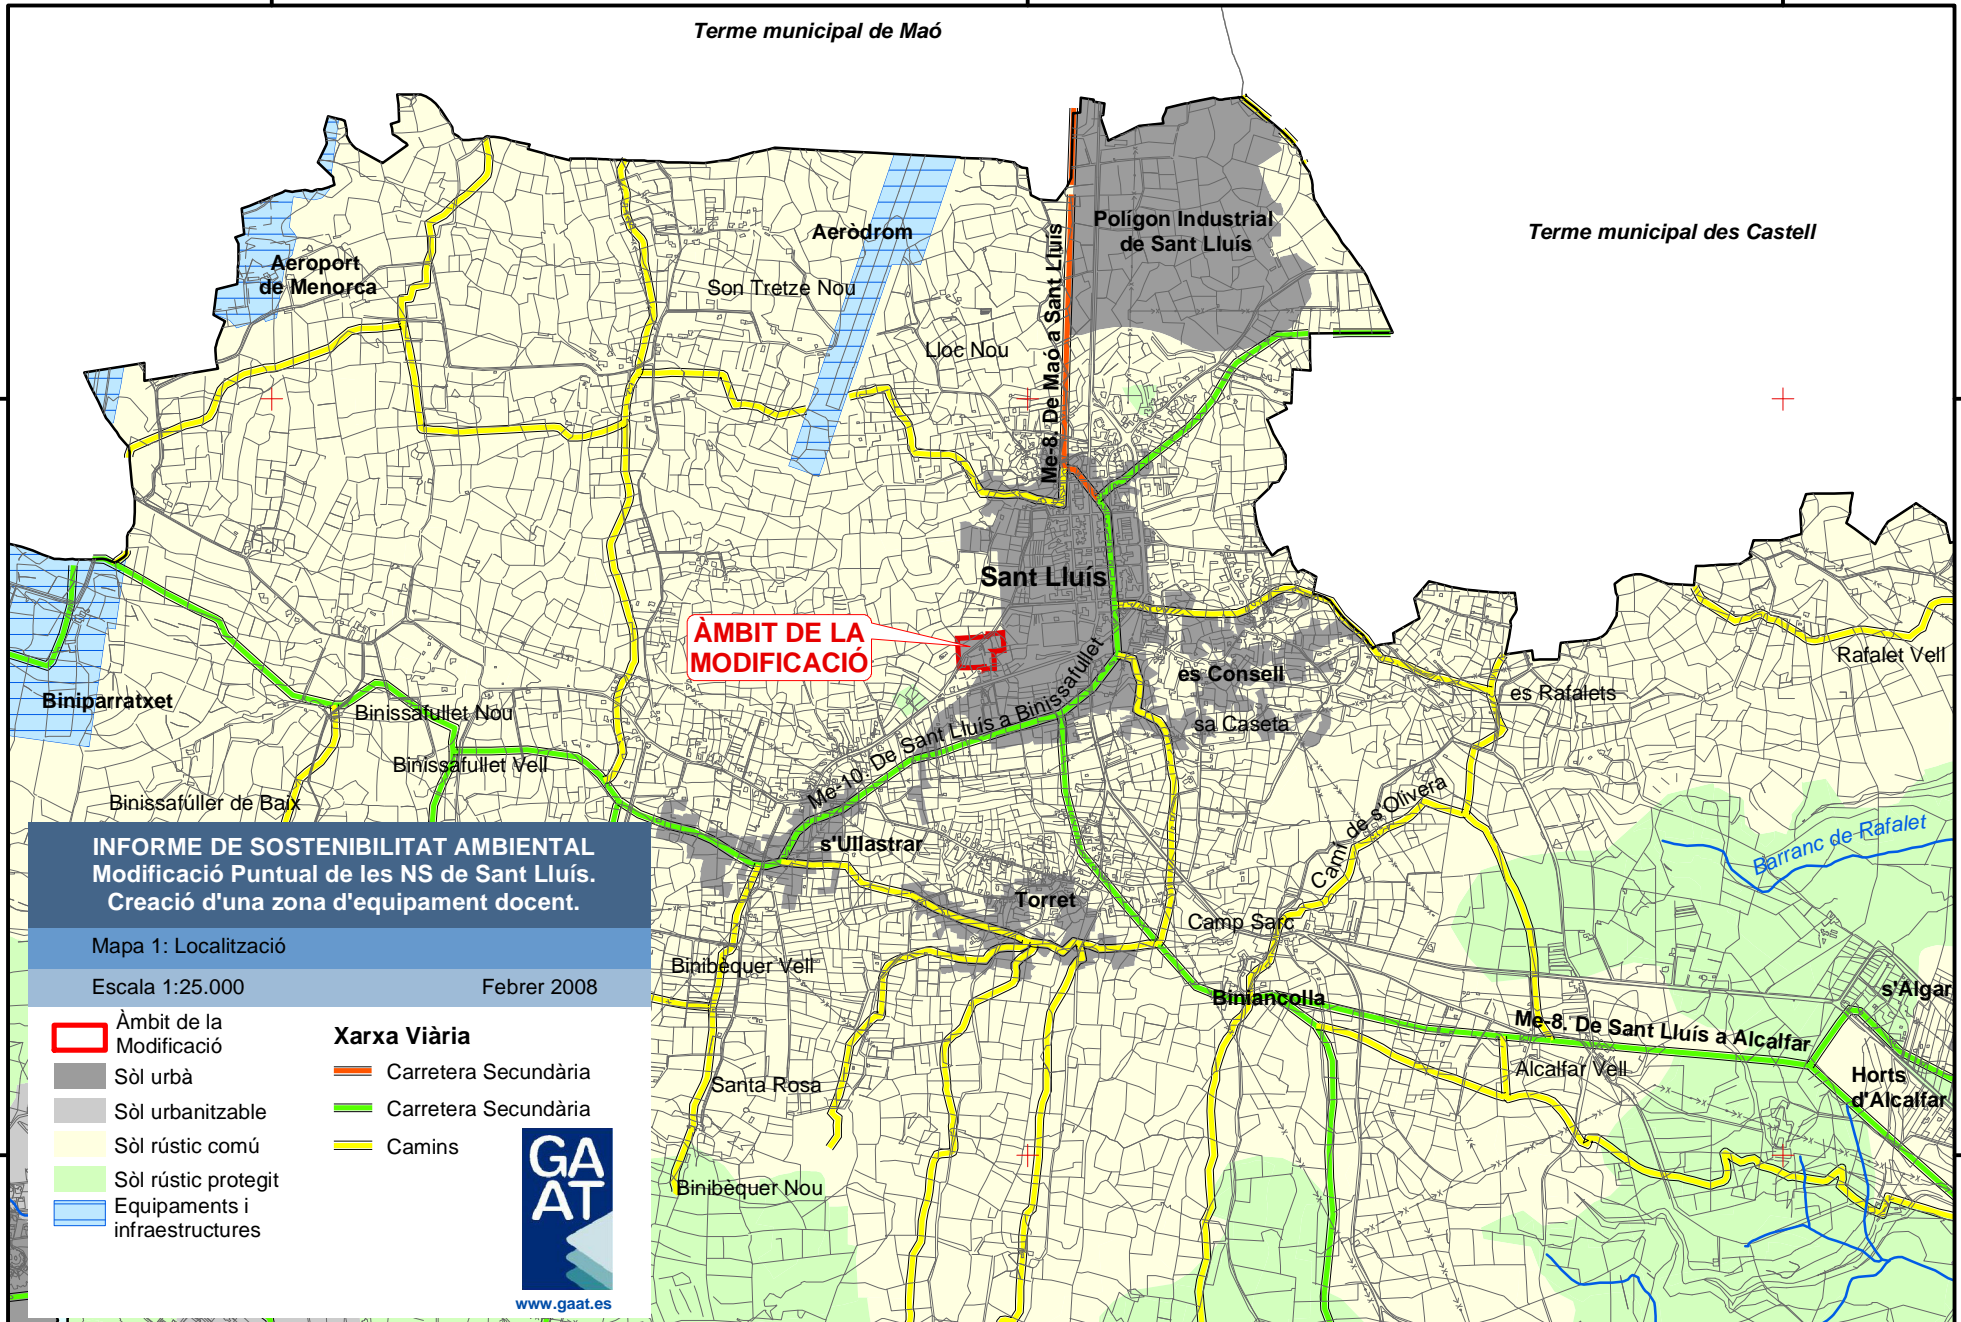 Terme municipal de Maó
Terme municipal des Castell
Polígon Industrial
de Sant Lluís
Aeròdrom
Aeroport
de Menorca
Son Tretze Nou
Me-8. De Maó a Sant Lluís
Lloc Nou
Sant Lluís
ÀMBIT DE LA
MODIFICACIÓ
es Consell
Rafalet Vell
es Rafalets
Biniparratxet
Binissafullet Nou
sa Caseta
Me-10. De Sant Lluís a Binissafullet
Binissafullet Vell
Binissafúller de Baix
Camí de s'Olivera
Barranc de Rafalet
s'Ullastrar
Torret
Camp Sarc
Binibèquer Vell
Biniancolla
s'Algar
Me-8. De Sant Lluís a Alcalfar
Alcalfar Vell
Santa Rosa
Horts
d'Alcalfar
Binibèquer Nou
INFORME DE SOSTENIBILITAT AMBIENTAL
Modificació Puntual de les NS de Sant Lluís.
Creació d'una zona d'equipament docent.
Mapa 1: Localització
Escala 1:25.000
Febrer 2008
Àmbit de la
Modificació
Sòl urbà
Sòl urbanitzable
Sòl rústic comú
Sòl rústic protegit
Equipaments i
infraestructures
Xarxa Viària
Carretera Secundària
Carretera Secundària
Camins
GA
AT
www.gaat.es